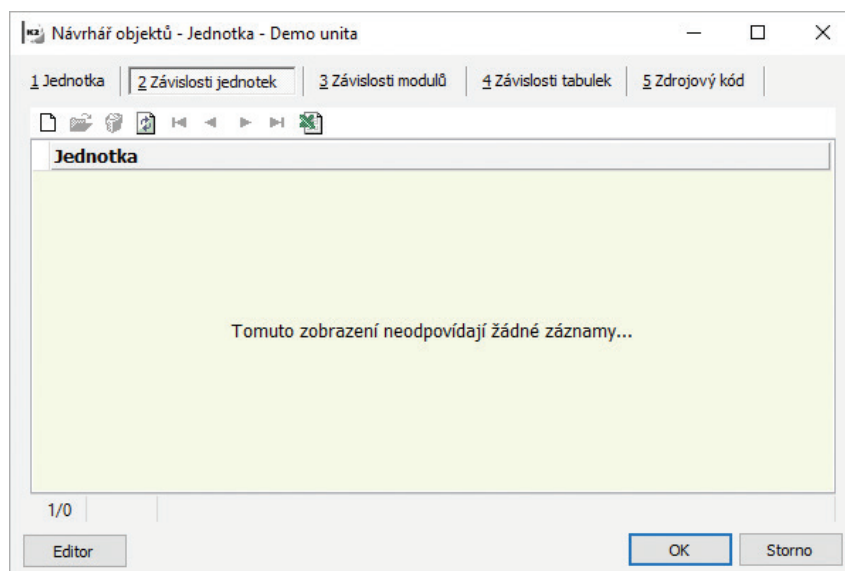 K2 Návrhář objektů - Jednotka - Demo unita
1 Jednotka 2 Závislosti jednotek 3 Závislosti modulů 4 Závislosti tabulek 5 Zdrojový kód
Jednotka
Tomuto zobrazení neodpovídají žádné záznamy...
1/0
Editor OK Storno